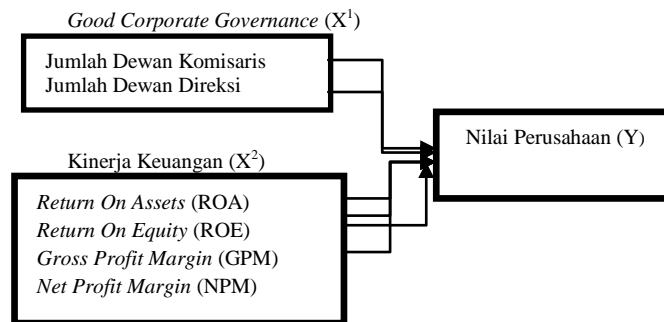 Good Corporate Governance (X¹)
Jumlah Dewan Komisaris
Jumlah Dewan Direksi
Nilai Perusahaan (Y)
Kinerja Keuangan (X²)
Return On Assets (ROA)
Return On Equity (ROE)
Gross Profit Margin (GPM)
Net Profit Margin (NPM)